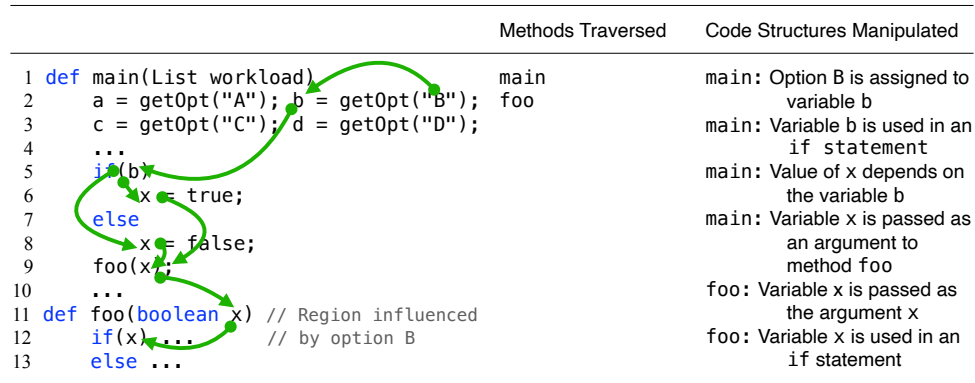 Methods Traversed Code Structures Manipulated
1 def main(List workload) main main: Option B is assigned to
2 a = getOpt("A"); b = getOpt("B"); foo variable b
3 c = getOpt("C"); d = getOpt("D"); main: Variable b is used in an
4 ... if statement
5 if(b) main: Value of x depends on
6 x = true; the variable b
7 else main: Variable x is passed as
8 x = false; an argument to
9 foo(x); method foo
10 ... foo: Variable x is passed as
11 def foo(boolean x) // Region influenced the argument x
12 if(x) ... // by option B foo: Variable x is used in an
13 else ... if statement